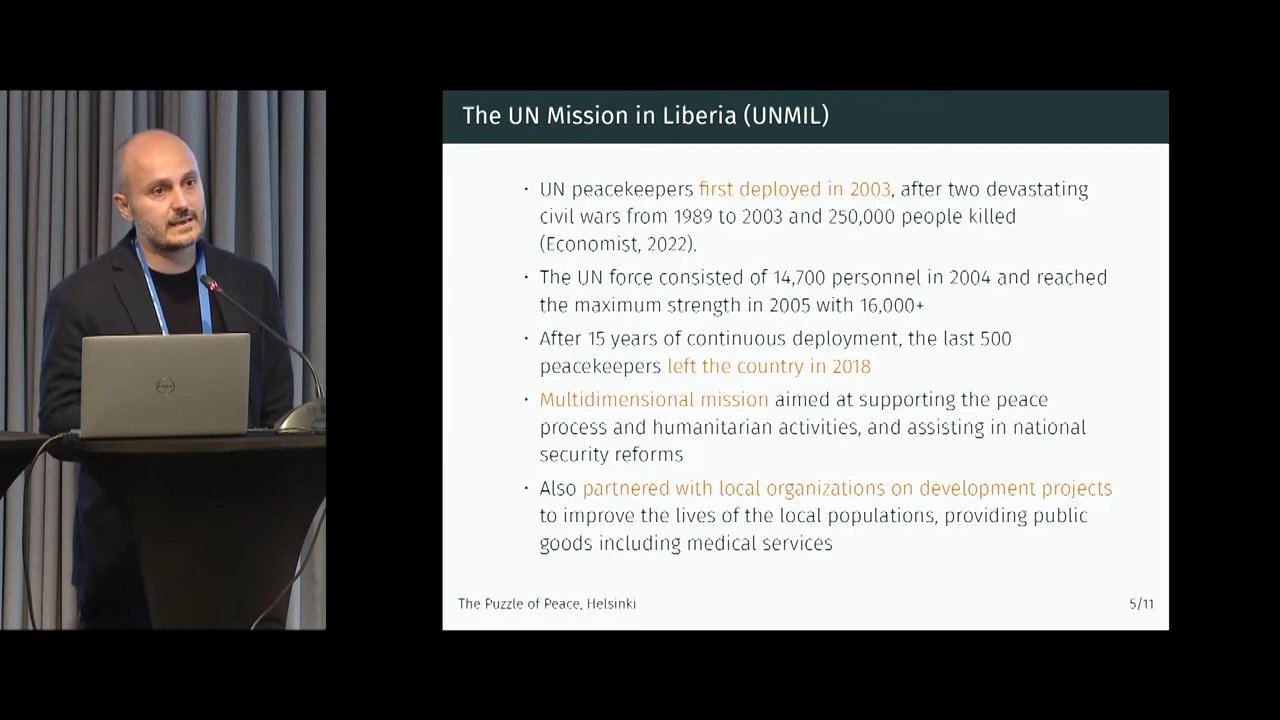 The UN Mission in Liberia (UNMIL)
· UN peacekeepers first deployed in 2003, after two devastating
civil wars from 1989 to 2003 and 250,000 people killed
(Economist, 2022).
· The UN force consisted of 14,700 personnel in 2004 and reached
the maximum strength in 2005 with 16,000+
· After 15 years of continuous deployment, the last 500
peacekeepers left the country in 2018
· Multidimensional mission aimed at supporting the peace
process and humanitarian activities, and assisting in national
security reforms
· Also partnered with local organizations on development projects
to improve the lives of the local populations, providing public
goods including medical services
The Puzzle of Peace, Helsinki
5/11
DELL